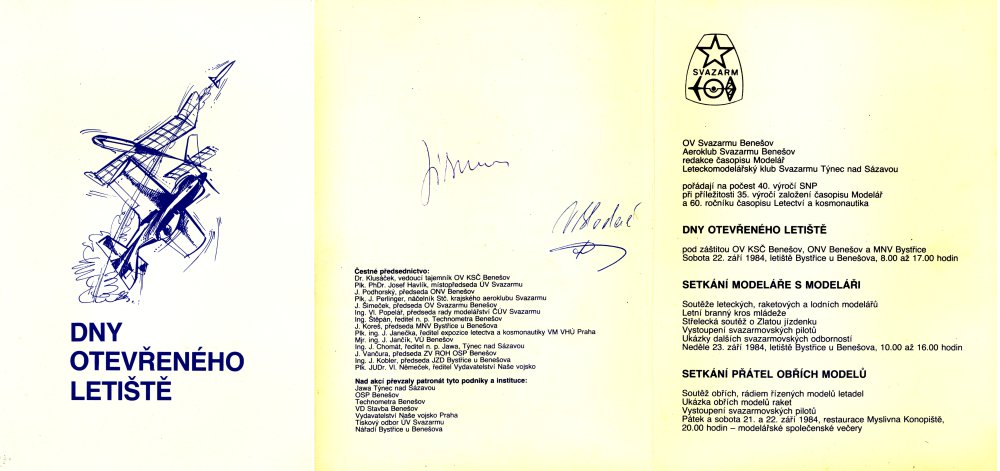 DNY
OTEVŘENÉHO
LETIŠTĚ
Čestné předsednictvo:
Dr. Klusáček, vedoucí tajemník OV KSČ Benešov
Plk. PhDr. Josef Havlík, místopředseda ÚV Svazarmu
J. Podhorský, předseda ONV Benešov
Plk. J. Perlinger, náčelník Stč. krajského aeroklubu Svazarmu
J. Šimeček, předseda OV Svazarmu Benešov
Ing. Vl. Popelář, předseda rady modelářství ČÚV Svazarmu
Ing. Štěpán, ředitel n. p. Technometra Benešov
J. Koreš, předseda MNV Bystřice u Benešova
Plk. ing. J. Janečka, ředitel expozice letectva a kosmonautiky VM VHÚ Praha
Mjr. ing. J. Jančík, VÚ Benešov
Ing. J. Chomát, ředitel n. p. Jawa, Týnec nad Sázavou
J. Vančura, předseda ZV ROH OSP Benešov
Ing. J. Kobler, předseda JZD Bystřice u Benešova
Plk. JUDr. Vl. Němeček, ředitel Vydavatelství Naše vojsko
Nad akcí převzaly patronát tyto podniky a instituce:
Jawa Týnec nad Sázavou
OSP Benešov
Technometra Benešov
VD Stavba Benešov
Vydavatelství Naše vojsko Praha
Tiskový odbor ÚV Svazarmu
Nářadí Bystřice u Benešova
SVAZARM
OV Svazarmu Benešov
Aeroklub Svazarmu Benešov
redakce časopisu Modelář
Leteckomodelářský klub Svazarmu Týnec nad Sázavou
pořádají na počest 40. výročí SNP
při příležitosti 35. výročí založení časopisu Modelář
a 60. ročníku časopisu Letectví a kosmonautika
DNY OTEVŘENÉHO LETIŠTĚ
pod záštitou OV KSČ Benešov, ONV Benešov a MNV Bystřice
Sobota 22. září 1984, letiště Bystřice u Benešova, 8.00 až 17.00 hodin
SETKÁNÍ MODELÁŘE S MODELÁŘI
Soutěže leteckých, raketových a lodních modelářů
Letní branný kros mládeže
Střelecká soutěž o Zlatou jízdenku
Vystoupení svazarmovských pilotů
Ukázky dalších svazarmovských odborností
Neděle 23. září 1984, letiště Bystřice u Benešova, 10.00 až 16.00 hodin
SETKÁNÍ PŘÁTEL OBŘÍCH MODELŮ
Soutěž obřích, rádiem řízených modelů letadel
Ukázka obřích modelů raket
Vystoupení svazarmovských pilotů
Pátek a sobota 21. a 22. září 1984, restaurace Myslivna Konopiště,
20.00 hodin – modelářské společenské večery